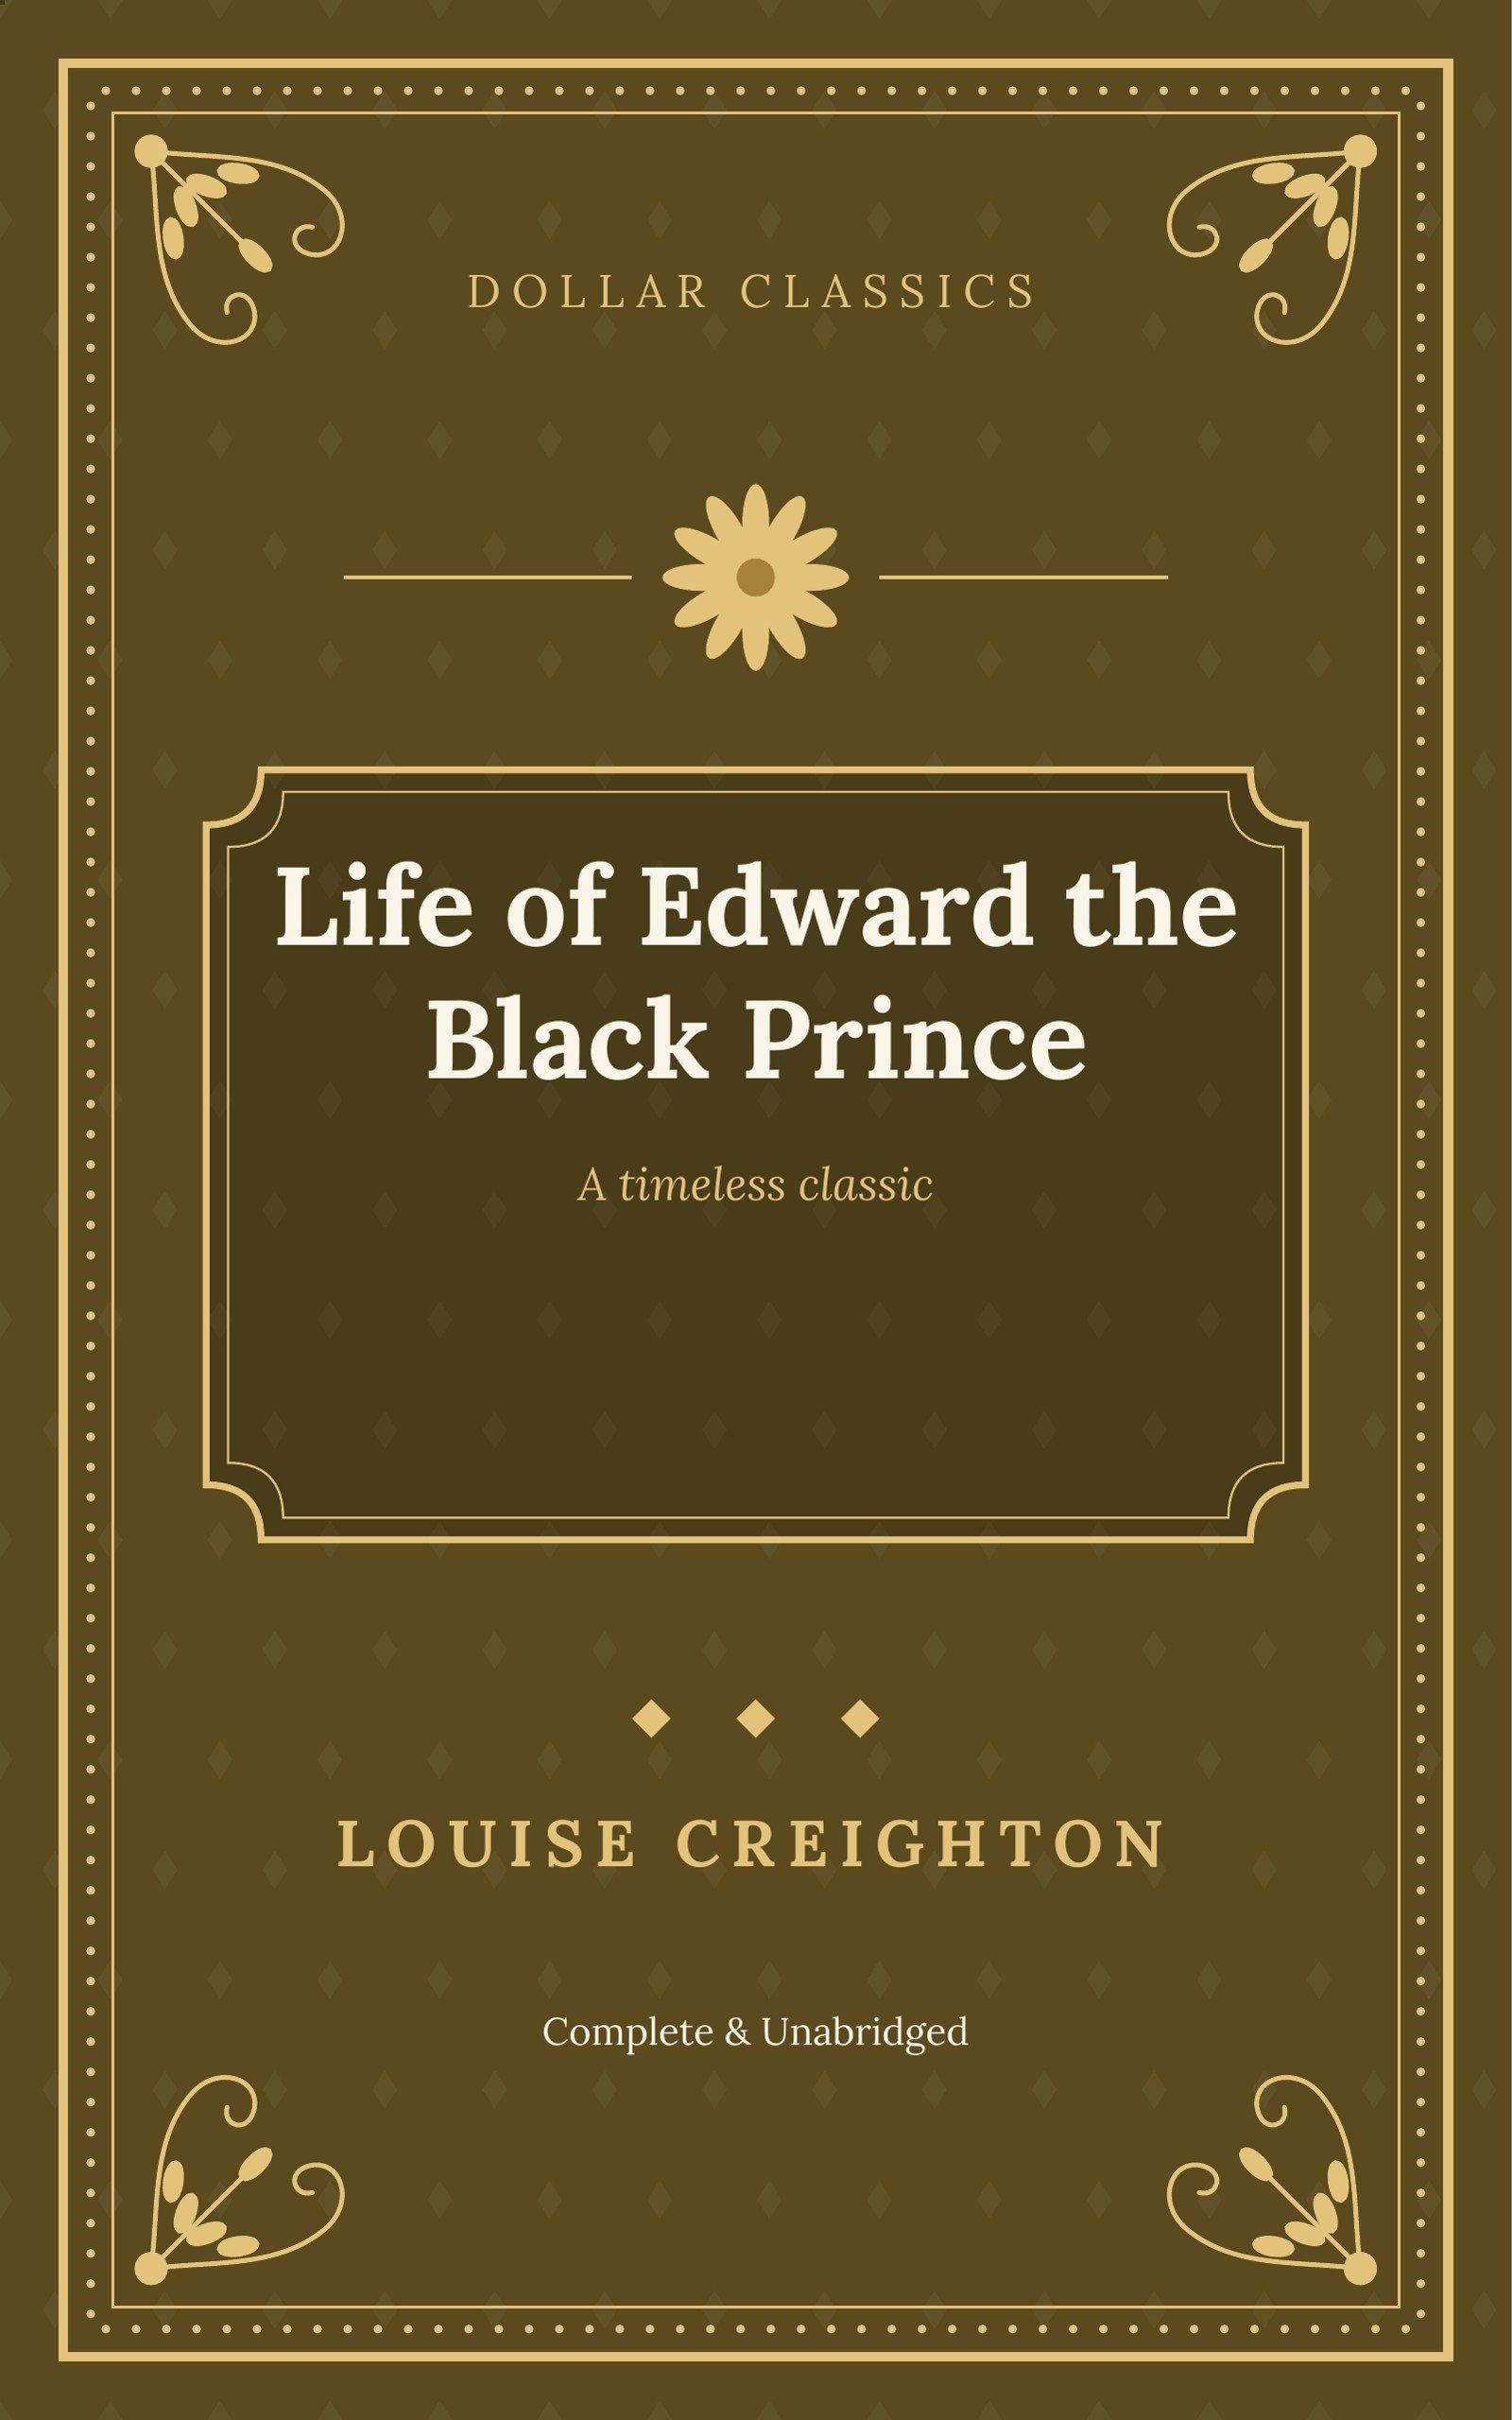 DOLLAR CLASSICS
Life of Edward the
Black Prince
A timeless classic
LOUISE CREIGHTON
Complete & Unabridged